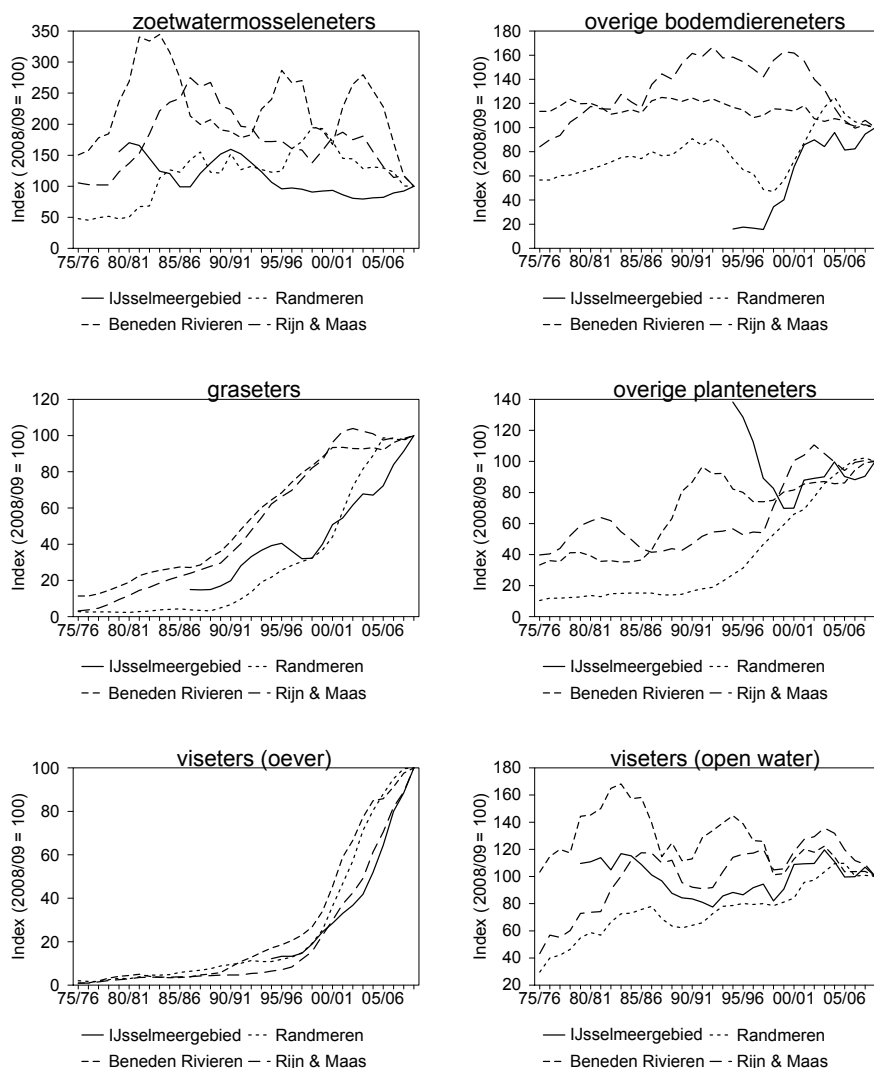 zoetwatermosseleneters
Index ( 2008/09 = 100)
350
300
250
200
150
100
50
0
75/76 80/81 85/86 90/91 95/96 00/01 05/06
IJsselmeergebied Randmeren
Beneden Rivieren Rijn & Maas
overige bodemdiereneters
Index ( 2008/09 = 100)
180
160
140
120
100
80
60
40
20
0
75/76 80/81 85/86 90/91 95/96 00/01 05/06
IJsselmeergebied Randmeren
Beneden Rivieren Rijn & Maas
graseters
Index ( 2008/09 = 100)
120
100
80
60
40
20
0
75/76 80/81 85/86 90/91 95/96 00/01 05/06
IJsselmeergebied Randmeren
Beneden Rivieren Rijn & Maas
overige planteneters
Index ( 2008/09 = 100)
140
120
100
80
60
40
20
0
75/76 80/81 85/86 90/91 95/96 00/01 05/06
IJsselmeergebied Randmeren
Beneden Rivieren Rijn & Maas
viseters (oever)
Index ( 2008/09 = 100)
100
80
60
40
20
0
75/76 80/81 85/86 90/91 95/96 00/01 05/06
IJsselmeergebied Randmeren
Beneden Rivieren Rijn & Maas
viseters (open water)
Index ( 2008/09 = 100)
180
160
140
120
100
80
60
40
20
75/76 80/81 85/86 90/91 95/96 00/01 05/06
IJsselmeergebied Randmeren
Beneden Rivieren Rijn & Maas